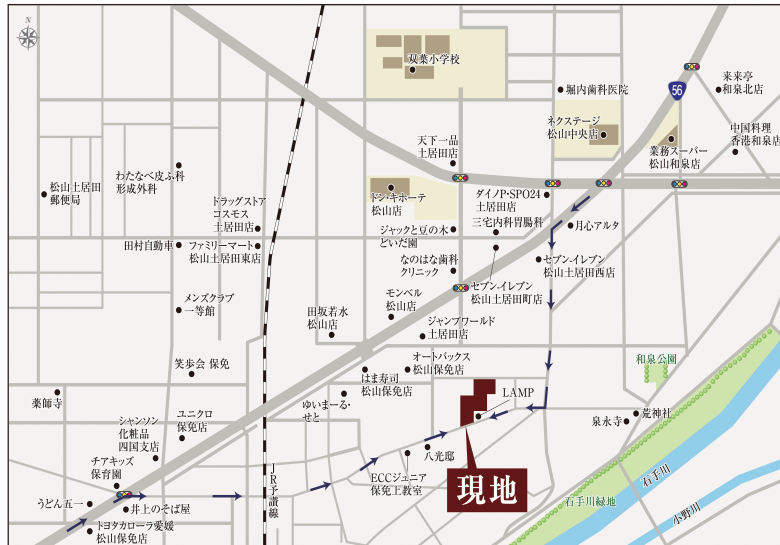 N
双葉小学校
堀内歯科医院
56
来来亭
和泉北店
ネクステージ
松山中央店
業務スーパー
松山和泉店
中国料理
香港和泉店
天下一品
土居田店
わたなべ皮ふ科
形成外科
松山土居田
郵便局
ドン・キホーテ
松山店
ダイノP・SPO24
土居田店
ドラッグストア
コスモス
土居田店
ジャックと豆の木
どいだ園
三宅内科胃腸科
月心アルタ
田村自動車
ファミリーマート
松山土居田東店
なのはな歯科
クリニック
セブン-イレブン
松山土居田町店
セブン-イレブン
松山土居田西店
メンズクラブ
一等館
モンベル
松山店
田坂若水
松山店
ジャンプワールド
土居田店
笑歩会 保免
はま寿司
松山保免店
オートバックス
松山保免店
和泉公園
薬師寺
ゆいまーる・
せと
LAMP
荒神社
泉永寺
ユニクロ
保免店
シャンソン
化粧品
四国支店
チアキッズ
保育園
八光邸
ECCジュニア
保免上教室
現地
JR予讃線
石手川
石手川緑地
小野川
うどん五一
井上のそば屋
トヨタカローラ愛媛
松山保免店